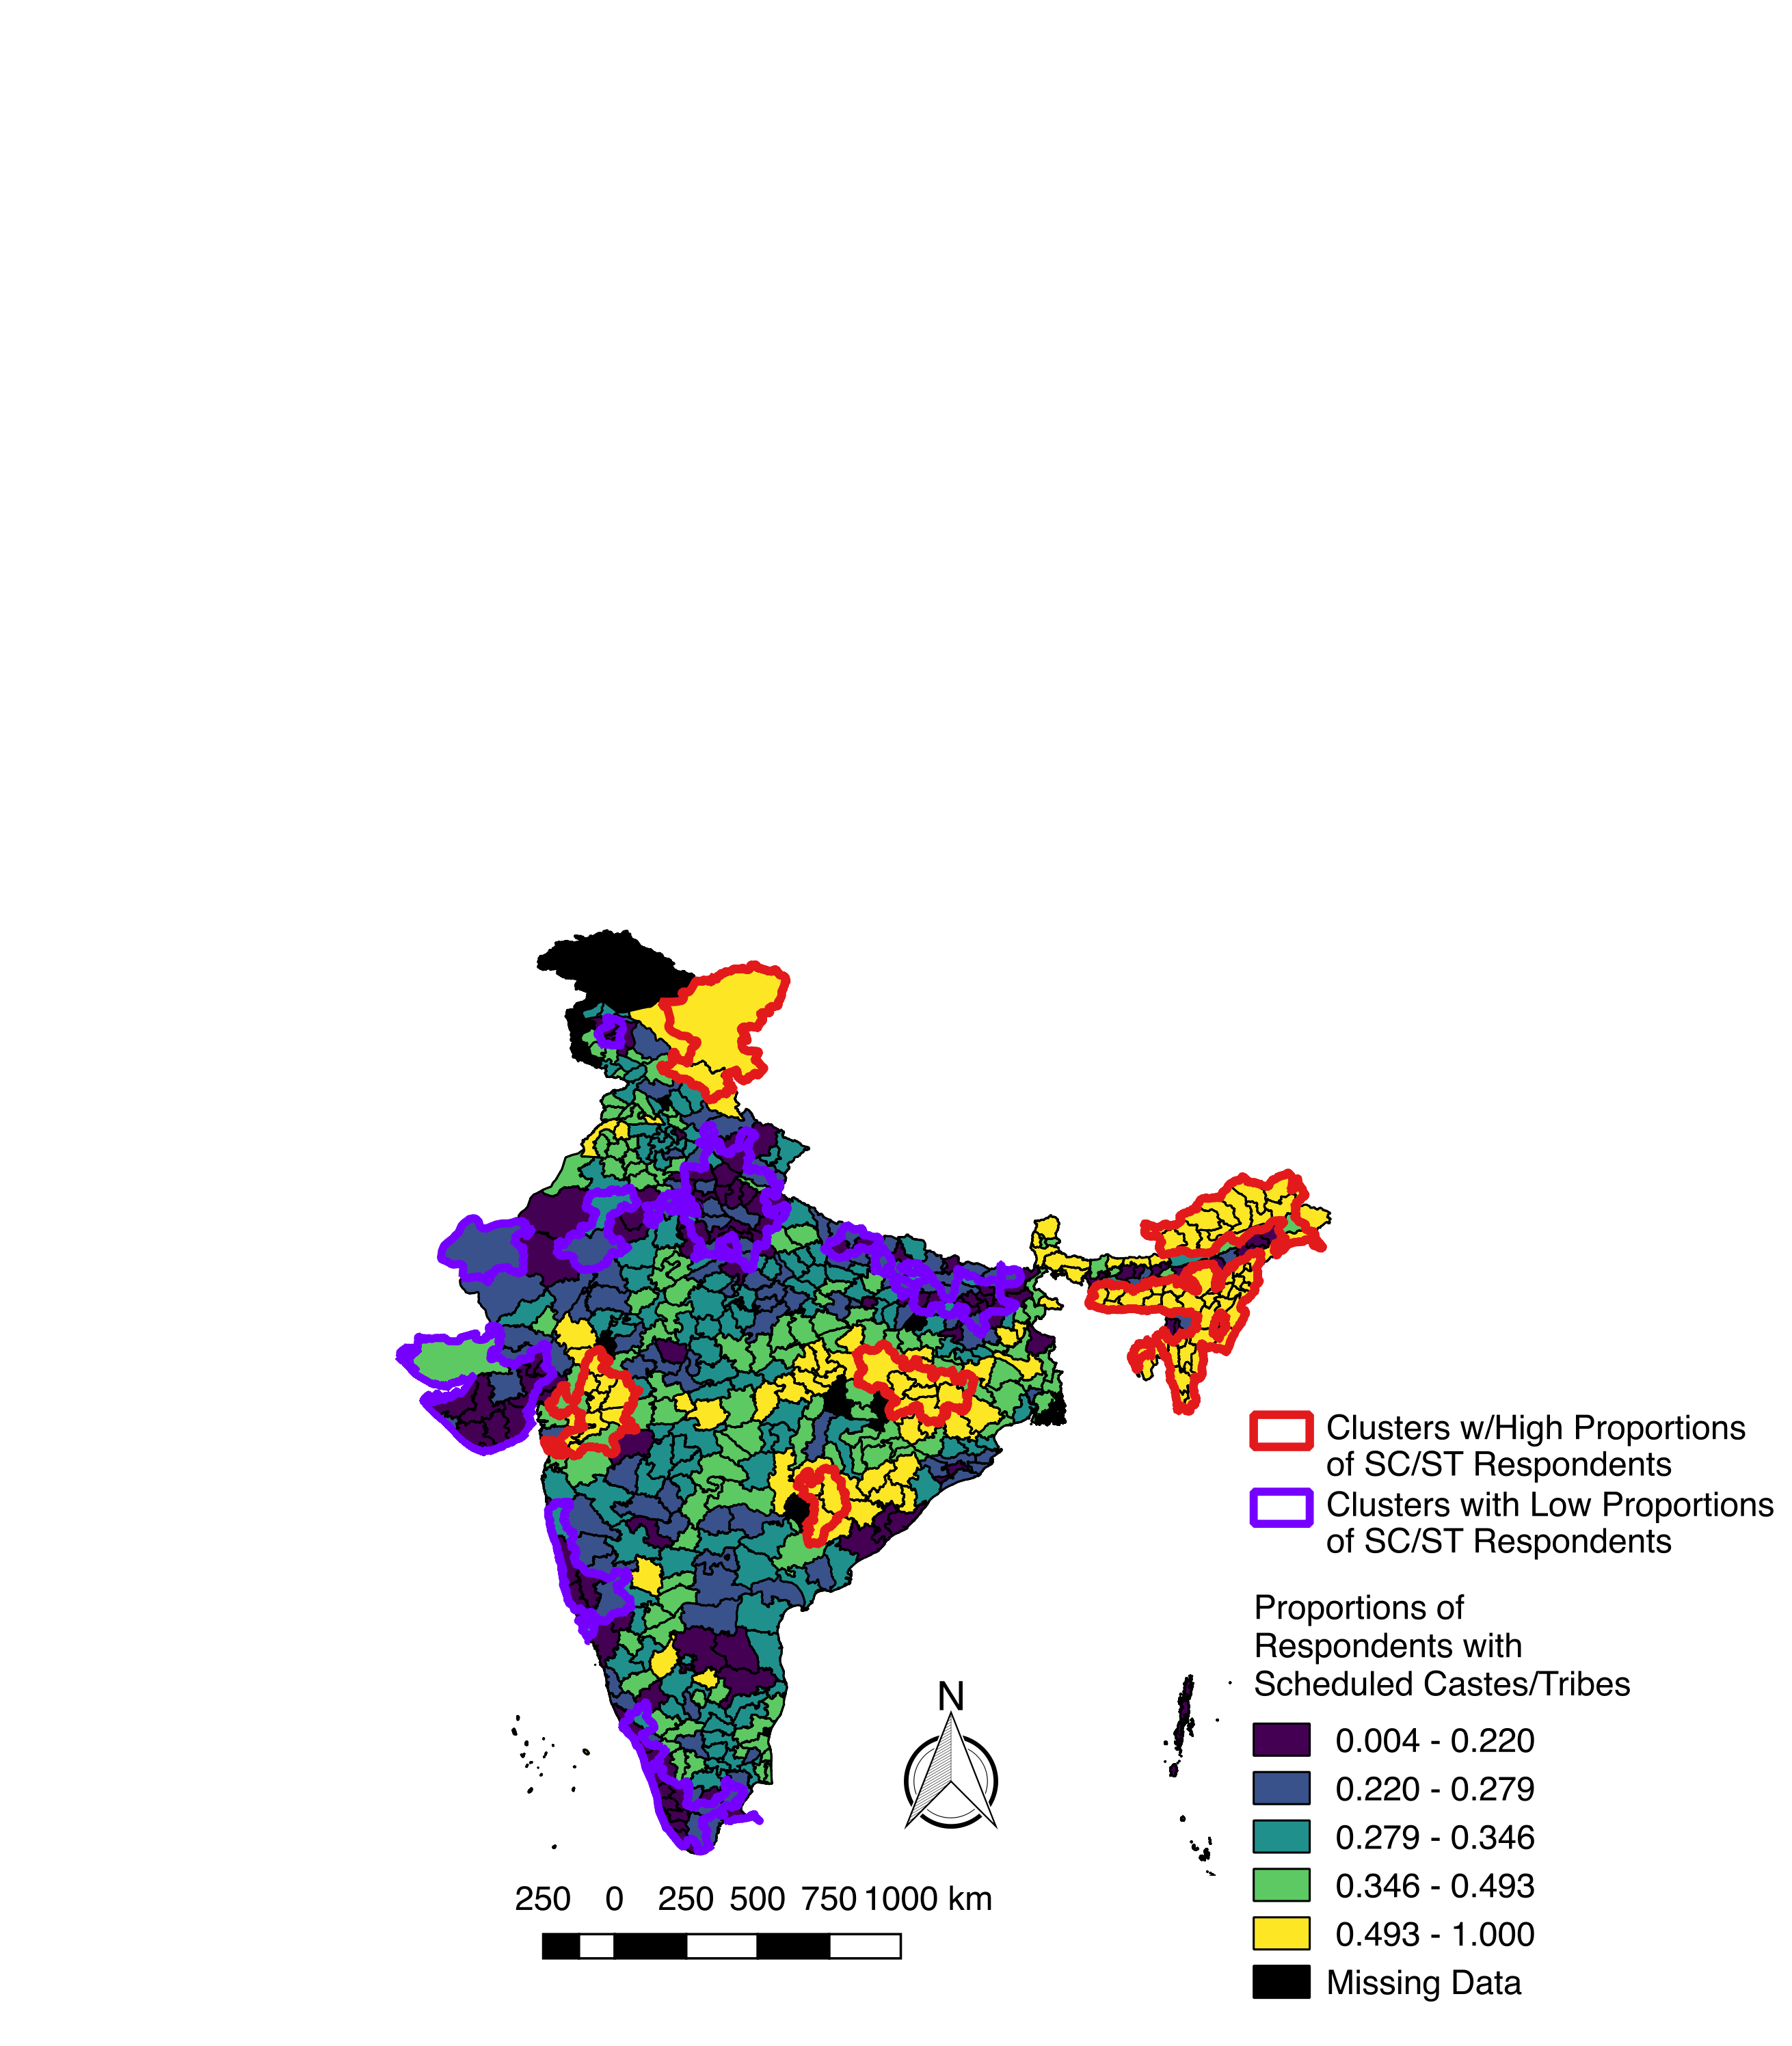 Clusters w/High Proportions
of SC/ST Respondents
Clusters with Low Proportions
of SC/ST Respondents
Proportions of
Respondents with
Scheduled Castes/Tribes
N
0.004 - 0.220
0.220 - 0.279
0.279 - 0.346
0.346 - 0.493
0.493 - 1.000
Missing Data
250 0 250 500 750 1000 km